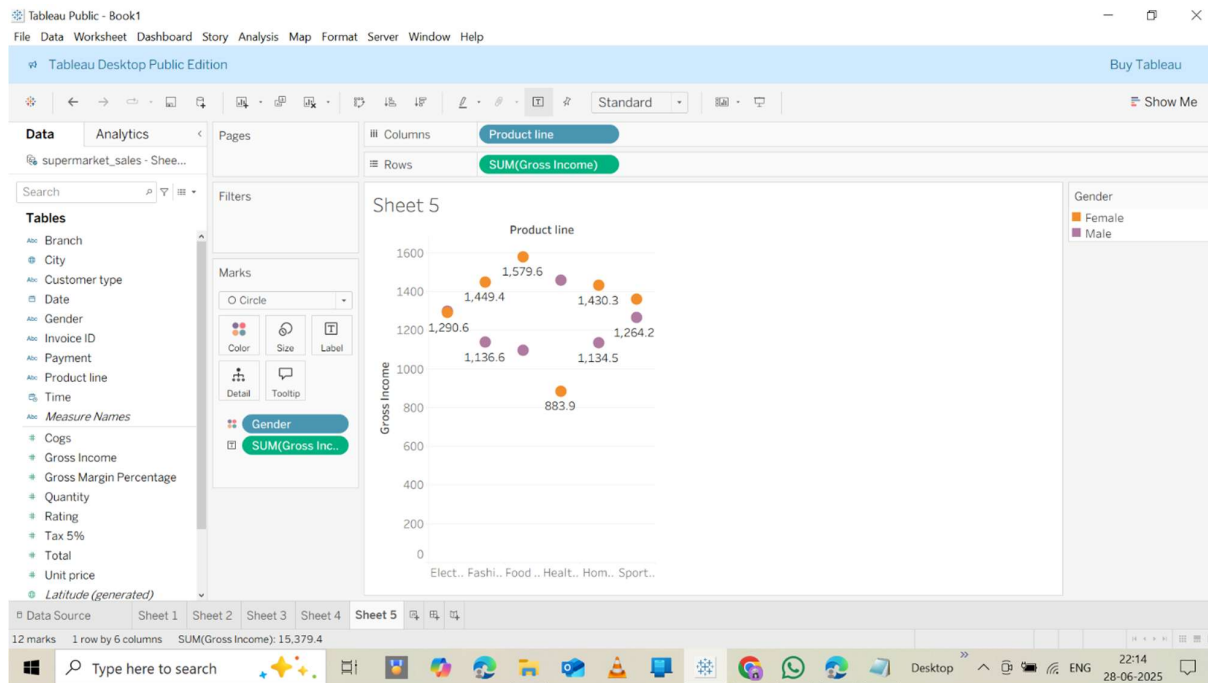 Tableau Public - Book1
File Data Worksheet Dashboard Story Analysis Map Format Server Window Help
Tableau Desktop Public Edition
Buy Tableau
Standard
Show Me
Data
Analytics
Pages
Columns
Product line
Rows
SUM(Gross Income)
supermarket_sales - Shee...
Search
Tables
Abc Branch
City
Abc Customer type
Date
Abc Gender
Abc Invoice ID
Abc Payment
Abc Product line
Time
Abc Measure Names
# Cogs
# Gross Income
# Gross Margin Percentage
# Quantity
# Rating
# Tax 5%
# Total
# Unit price
Latitude (generated)
Filters
Marks
Circle
Color
Size
Label
Detail
Tooltip
Gender
SUM(Gross Inc..
Sheet 5
Product line
Gross Income
1600
1400
1200
1000
800
600
400
200
0
1,579.6
1,449.4
1,430.3
1,290.6
1,264.2
1,136.6
1,134.5
883.9
Elect.. Fashi.. Food .. Healt.. Hom.. Sport..
Gender
Female
Male
Data Source
Sheet 1
Sheet 2
Sheet 3
Sheet 4
Sheet 5
12 marks 1 row by 6 columns SUM(Gross Income): 15,379.4
Type here to search
Desktop
ENG
22:14
28-06-2025